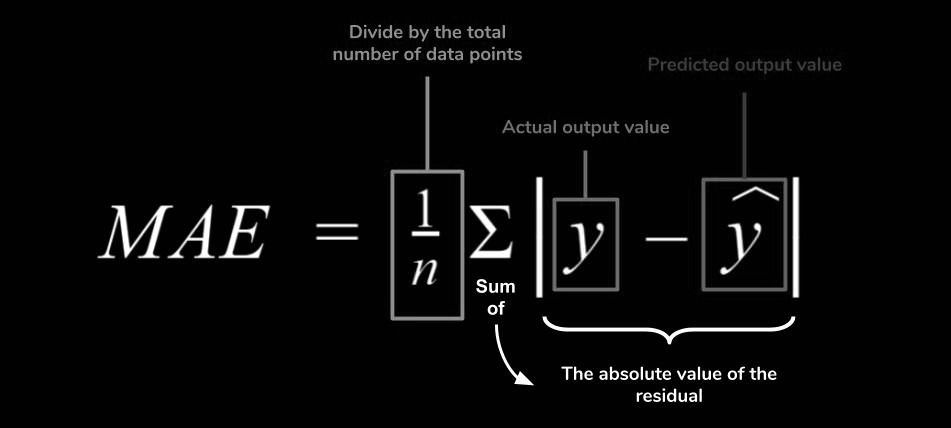 Divide by the total
number of data points
Predicted output value
Actual output value
MAE = 1/n Σ |y − ŷ|
Sum
of
The absolute value of the
residual